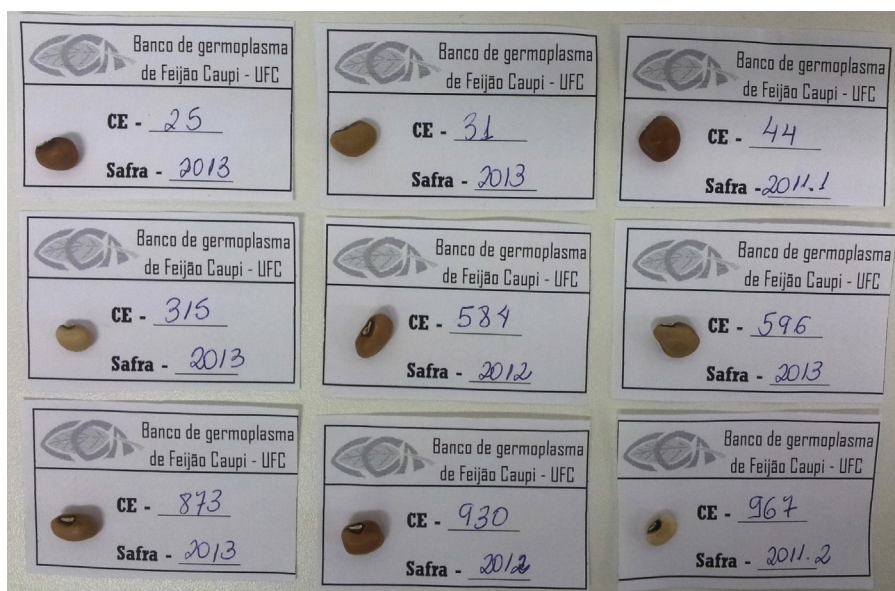 Banco de germoplasma
de Feijão Caupi - UFC
CE - 25
Safra - 2013
Banco de germoplasma
de Feijão Caupi - UFC
CE - 31
Safra - 2013
Banco de germoplasma
de Feijão Caupi - UFC
CE - 44
Safra - 2011.1
Banco de germoplasma
de Feijão Caupi - UFC
CE - 315
Safra - 2013
Banco de germoplasma
de Feijão Caupi - UFC
CE - 584
Safra - 2012
Banco de germoplasma
de Feijão Caupi - UFC
CE - 596
Safra - 2013
Banco de germoplasma
de Feijão Caupi - UFC
CE - 873
Safra - 2013
Banco de germoplasma
de Feijão Caupi - UFC
CE - 930
Safra - 2012
Banco de germoplasma
de Feijão Caupi - UFC
CE - 967
Safra - 2011.2